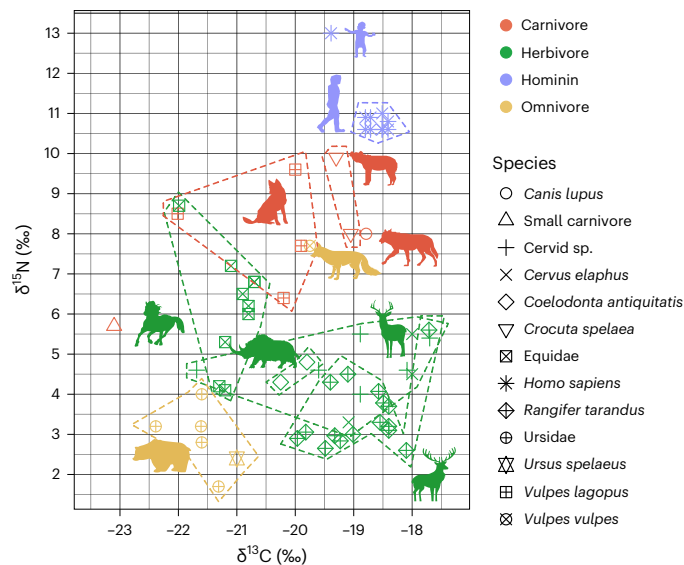 13
12
11
10
9
8
7
6
5
4
3
2
δ¹⁵N (‰)
−23 −22 −21 −20 −19 −18
δ¹³C (‰)
Carnivore
Herbivore
Hominin
Omnivore
Species
Canis lupus
Small carnivore
Cervid sp.
Cervus elaphus
Coelodonta antiquitatis
Crocuta spelaea
Equidae
Homo sapiens
Rangifer tarandus
Ursidae
Ursus spelaeus
Vulpes lagopus
Vulpes vulpes